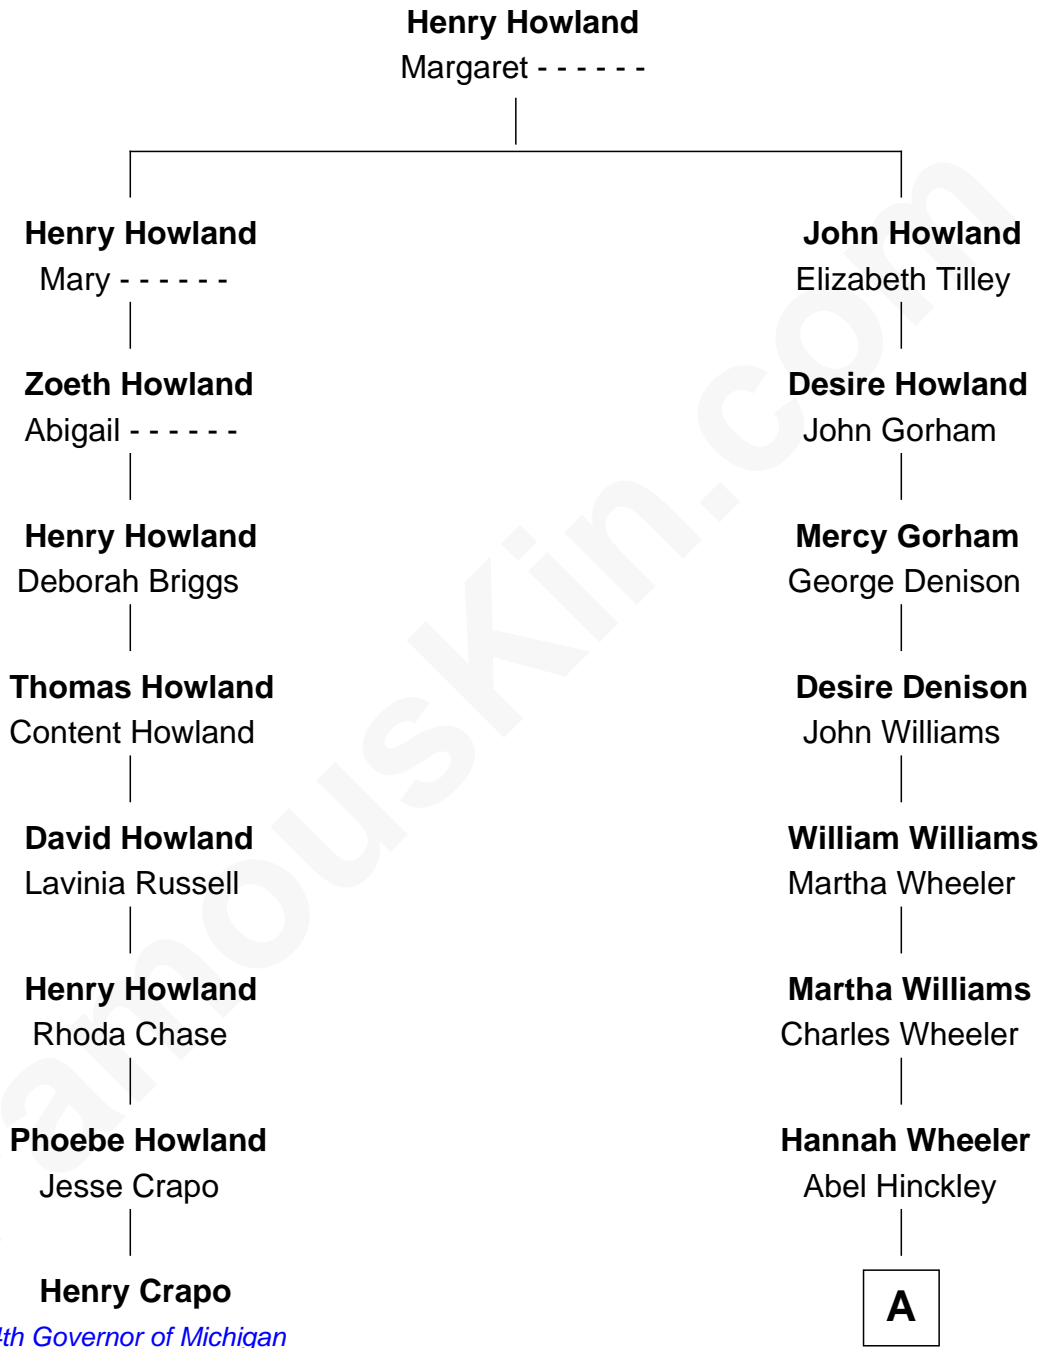 Henry Howland
Margaret - - - - - -
Henry Howland
Mary - - - - - -
John Howland
Elizabeth Tilley
Zoeth Howland
Abigail - - - - - -
Desire Howland
John Gorham
Henry Howland
Deborah Briggs
Mercy Gorham
George Denison
Thomas Howland
Content Howland
Desire Denison
John Williams
David Howland
Lavinia Russell
William Williams
Martha Wheeler
Henry Howland
Rhoda Chase
Martha Williams
Charles Wheeler
Phoebe Howland
Jesse Crapo
Hannah Wheeler
Abel Hinckley
Henry Crapo
4th Governor of Michigan
A
amouskin.com